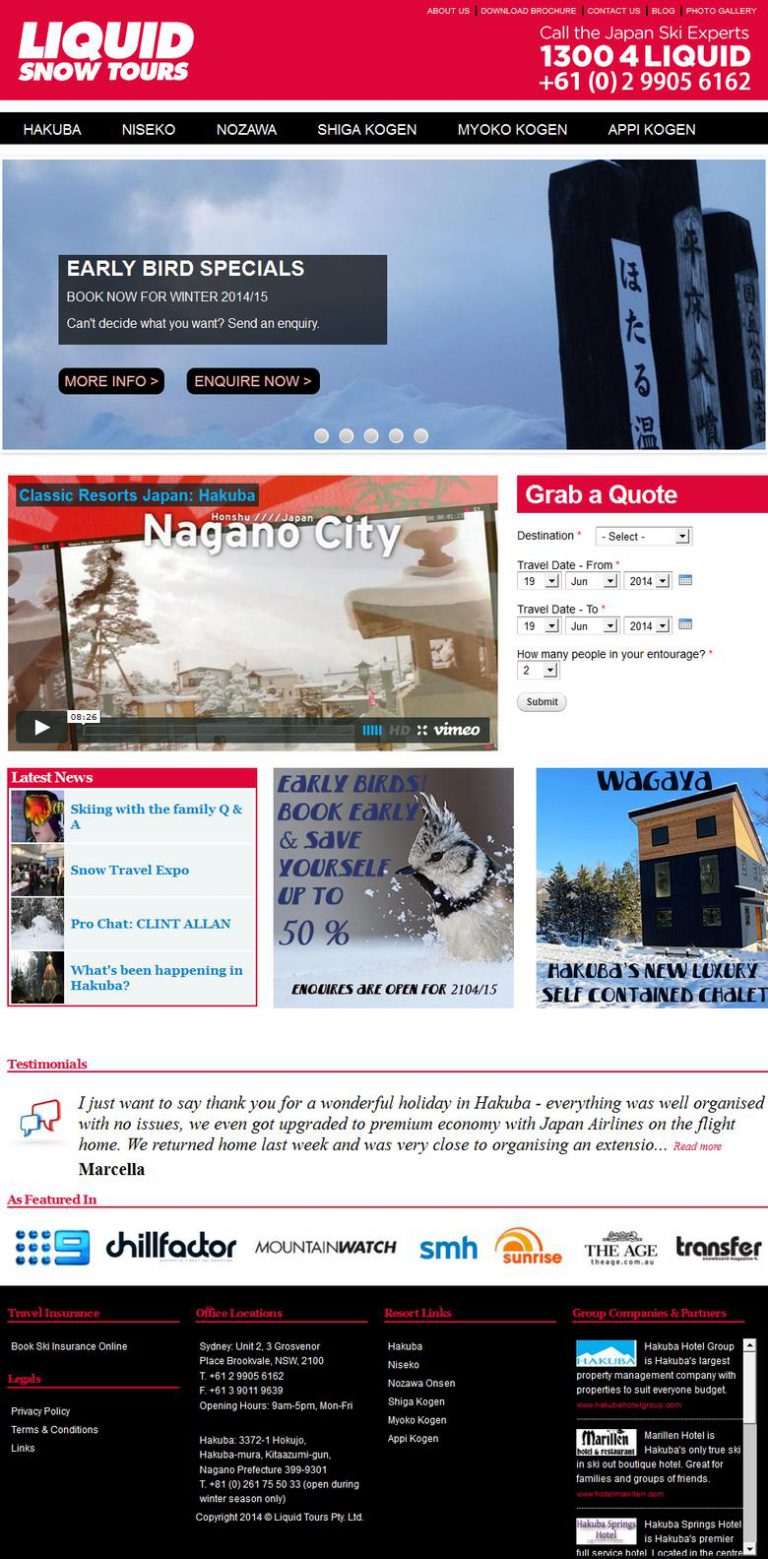 ABOUT US | DOWNLOAD BROCHURE | CONTACT US | BLOG | PHOTO GALLERY
LIQUID
SNOW TOURS
Call the Japan Ski Experts
1300 4 LIQUID
+61 (0) 2 9905 6162
HAKUBA NISEKO NOZAWA SHIGA KOGEN MYOKO KOGEN APPI KOGEN
EARLY BIRD SPECIALS
BOOK NOW FOR WINTER 2014/15
Can't decide what you want? Send an enquiry.
MORE INFO >
ENQUIRE NOW >
ほたる温
平床大噴
Classic Resorts Japan: Hakuba
Honshu ////Japan
Nagano City
08:26
HD
vimeo
Grab a Quote
Destination *
- Select -
Travel Date - From *
19 Jun 2014
Travel Date - To *
19 Jun 2014
How many people in your entourage? *
2
Submit
Latest News
Skiing with the family Q &
A
Snow Travel Expo
Pro Chat: CLINT ALLAN
What's been happening in
Hakuba?
EARLY BIRDS!
BOOK EARLY
& SAVE
YOURSELF
UP TO
50 %
ENQUIRES ARE OPEN FOR 2104/15
WAGAYA
HAKUBA'S NEW LUXURY
SELF CONTAINED CHALET
Testimonials
I just want to say thank you for a wonderful holiday in Hakuba - everything was well organised
with no issues, we even got upgraded to premium economy with Japan Airlines on the flight
home. We returned home last week and was very close to organising an extensio... Read more
Marcella
As Featured In
9
chillfactor
MOUNTAINWATCH
smh
sunrise
THE AGE
theage.com.au
transfer
snowboard magazine
Travel Insurance
Book Ski Insurance Online
Legals
Privacy Policy
Terms & Conditions
Links
Office Locations
Sydney: Unit 2, 3 Grosvenor
Place Brookvale, NSW, 2100
T. +61 2 9905 6162
F. +61 3 9011 9639
Opening Hours: 9am-5pm, Mon-Fri
Hakuba: 3372-1 Hokujo,
Hakuba-mura, Kitaazumi-gun,
Nagano Prefecture 399-9301
T. +81 (0) 261 75 50 33 (open during
winter season only)
Copyright 2014 © Liquid Tours Pty. Ltd.
Resort Links
Hakuba
Niseko
Nozawa Onsen
Shiga Kogen
Myoko Kogen
Appi Kogen
Group Companies & Partners
HAKUBA
Hakuba Hotel Group
is Hakuba's largest
property management company with
properties to suit everyone budget.
www.hakubahotelgroup.com
Marillen
hotel & restaurant
Marillen Hotel is
Hakuba's only true ski
in ski out boutique hotel. Great for
families and groups of friends.
www.hotelmarillen.com
Hakuba Springs
Hotel
Hakuba Springs Hotel
is Hakuba's premier
full service hotel. Located in the centre